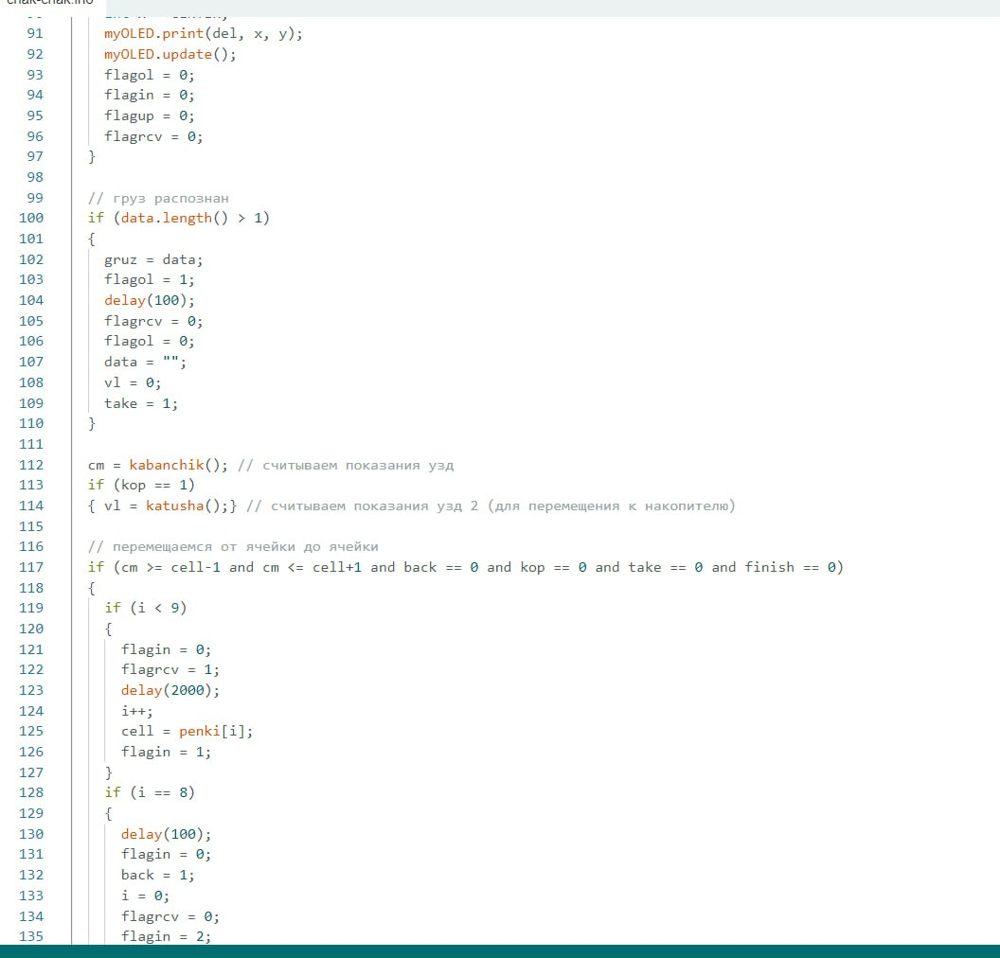 chak-chak.ino
91 myOLED.print(del, x, y);
92 myOLED.update();
93 flagol = 0;
94 flagin = 0;
95 flagup = 0;
96 flagrcv = 0;
97 }
98
99 // груз распознан
100 if (data.length() > 1)
101 {
102 gruz = data;
103 flagol = 1;
104 delay(100);
105 flagrcv = 0;
106 flagol = 0;
107 data = "";
108 vl = 0;
109 take = 1;
110 }
111
112 cm = kabanchik(); // считываем показания узд
113 if (kop == 1)
114 { vl = katusha();} // считываем показания узд 2 (для перемещения к накопителю)
115
116 // перемещаемся от ячейки до ячейки
117 if (cm >= cell-1 and cm <= cell+1 and back == 0 and kop == 0 and take == 0 and finish == 0)
118 {
119 if (i < 9)
120 {
121 flagin = 0;
122 flagrcv = 1;
123 delay(2000);
124 i++;
125 cell = penki[i];
126 flagin = 1;
127 }
128 if (i == 8)
129 {
130 delay(100);
131 flagin = 0;
132 back = 1;
133 i = 0;
134 flagrcv = 0;
135 flagin = 2;